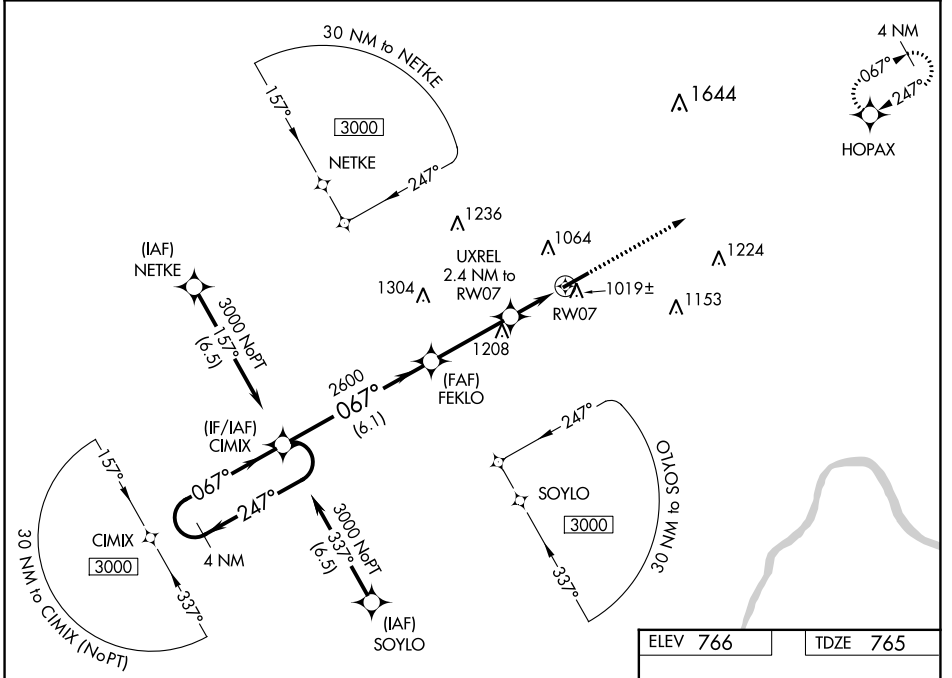 30 NM to NETKE
157°
3000
NETKE
247°
4 NM
067°
247°
HOPAX
1644
1236
1064
1224
UXREL
2.4 NM to
RW07
1304
1019±
1153
RW07
1208
(IAF)
NETKE
3000 NoPT
157°
(6.5)
2600
067°
(6.1)
(FAF)
FEKLO
(IF/IAF)
CIMIX
067°
247°
4 NM
3000 NoPT
337°
(6.5)
(IAF)
SOYLO
157°
CIMIX
3000
337°
30 NM to CIMIX (NoPT)
247°
SOYLO
3000
337°
30 NM to SOYLO
ELEV 766
TDZE 765